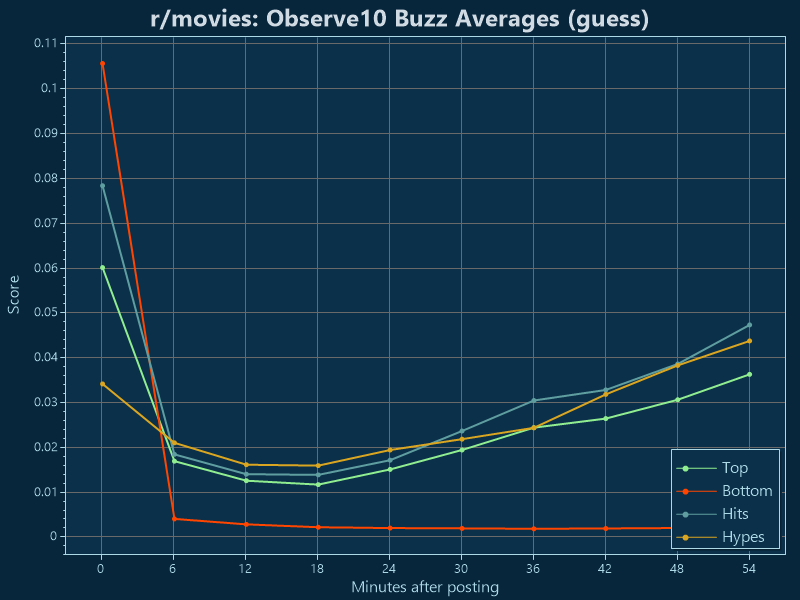 r/movies: Observe10 Buzz Averages (guess)
0.11
0.1
0.09
0.08
0.07
0.06
0.05
0.04
0.03
0.02
0.01
0
Score
Top
Bottom
Hits
Hypes
0 6 12 18 24 30 36 42 48 54
Minutes after posting